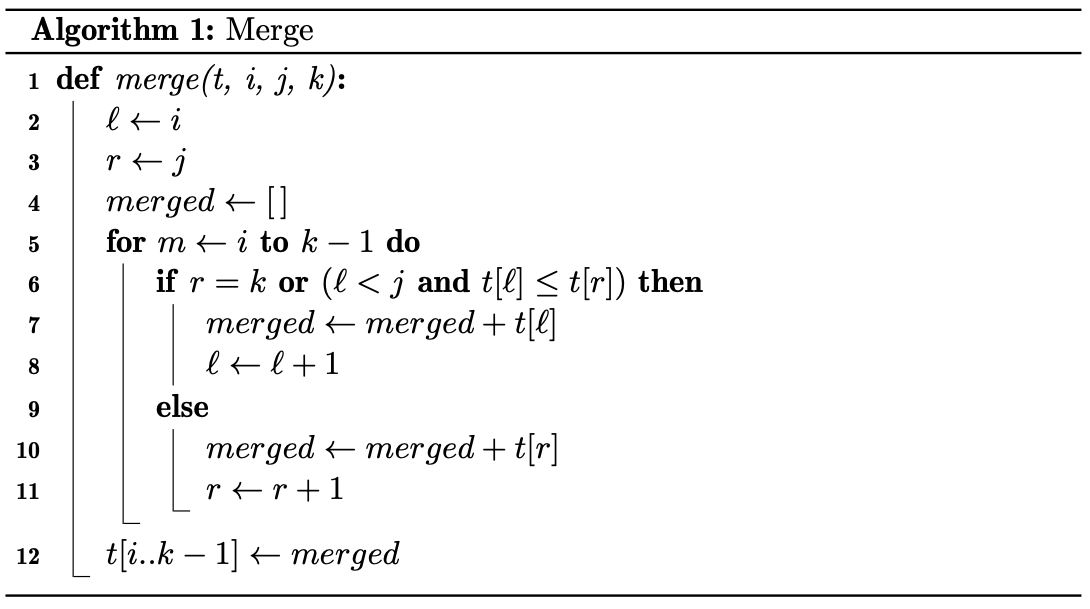 Algorithm 1: Merge
1 def merge(t, i, j, k):
2 ℓ ← i
3 r ← j
4 merged ← []
5 for m ← i to k − 1 do
6 if r = k or (ℓ < j and t[ℓ] ≤ t[r]) then
7 merged ← merged + t[ℓ]
8 ℓ ← ℓ + 1
9 else
10 merged ← merged + t[r]
11 r ← r + 1
12 t[i..k − 1] ← merged